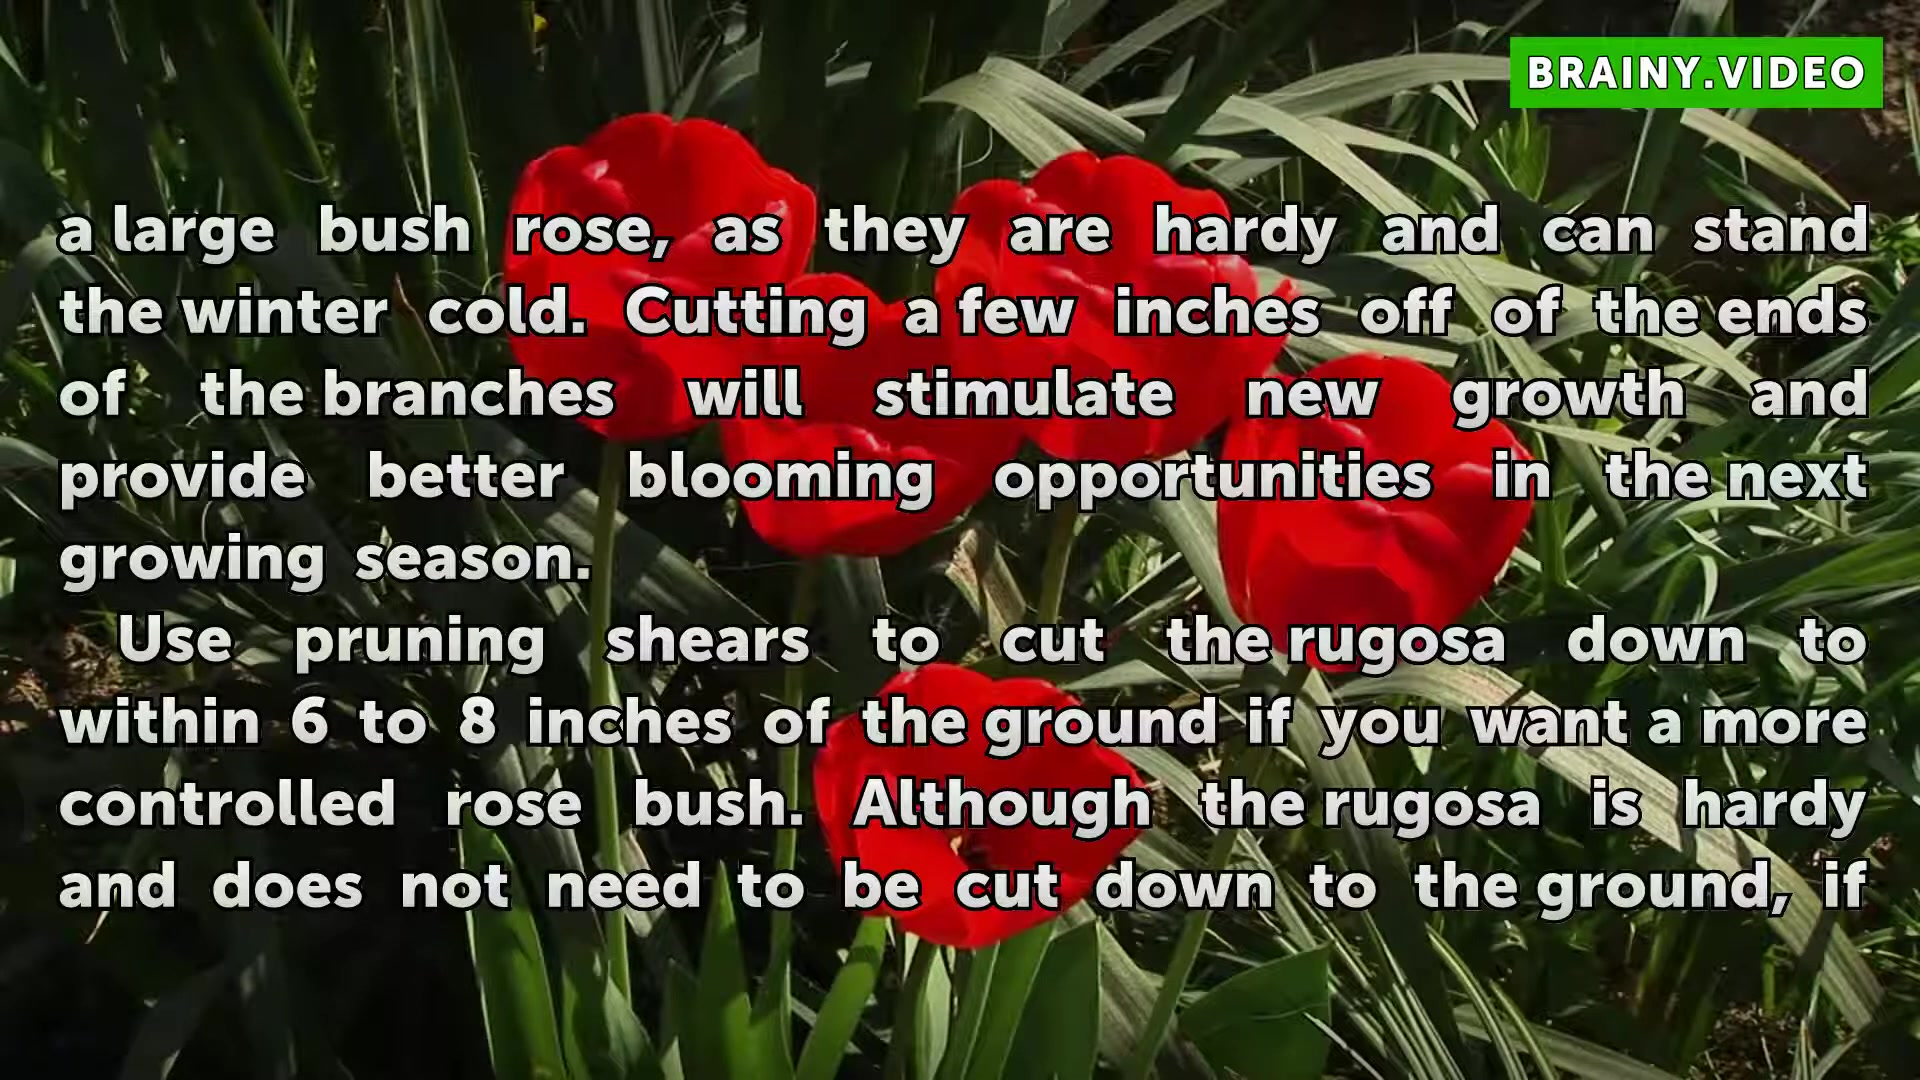 BRAINY.VIDEO
a large bush rose, as they are hardy and can stand
the winter cold. Cutting a few inches off of the ends
of the branches will stimulate new growth and
provide better blooming opportunities in the next
growing season.
Use pruning shears to cut the rugosa down to
within 6 to 8 inches of the ground if you want a more
controlled rose bush. Although the rugosa is hardy
and does not need to be cut down to the ground, if